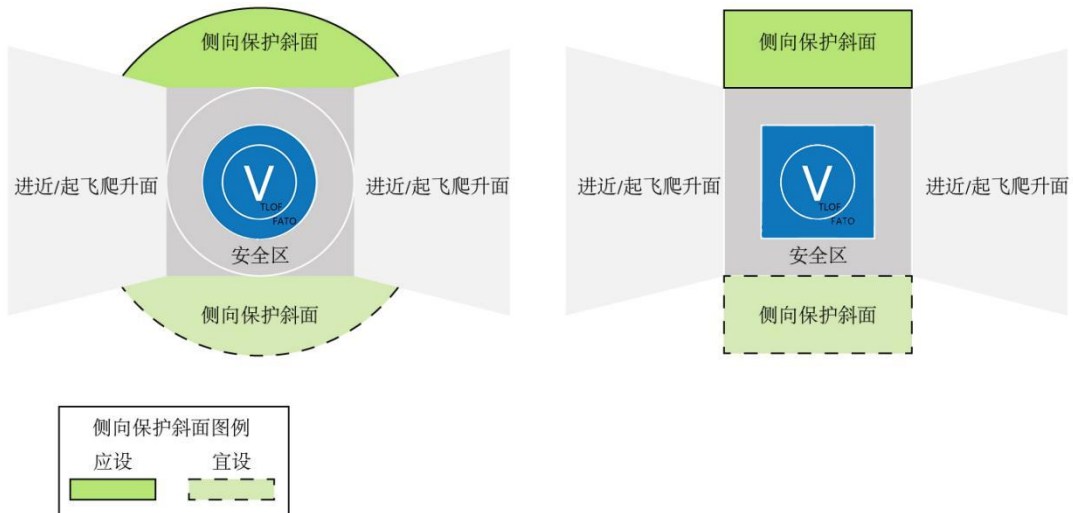 侧向保护斜面
进近/起飞爬升面
V
TLOF
FATO
安全区
进近/起飞爬升面
侧向保护斜面
侧向保护斜面
进近/起飞爬升面
V
TLOF
FATO
安全区
进近/起飞爬升面
侧向保护斜面
侧向保护斜面图例
应设 宜设